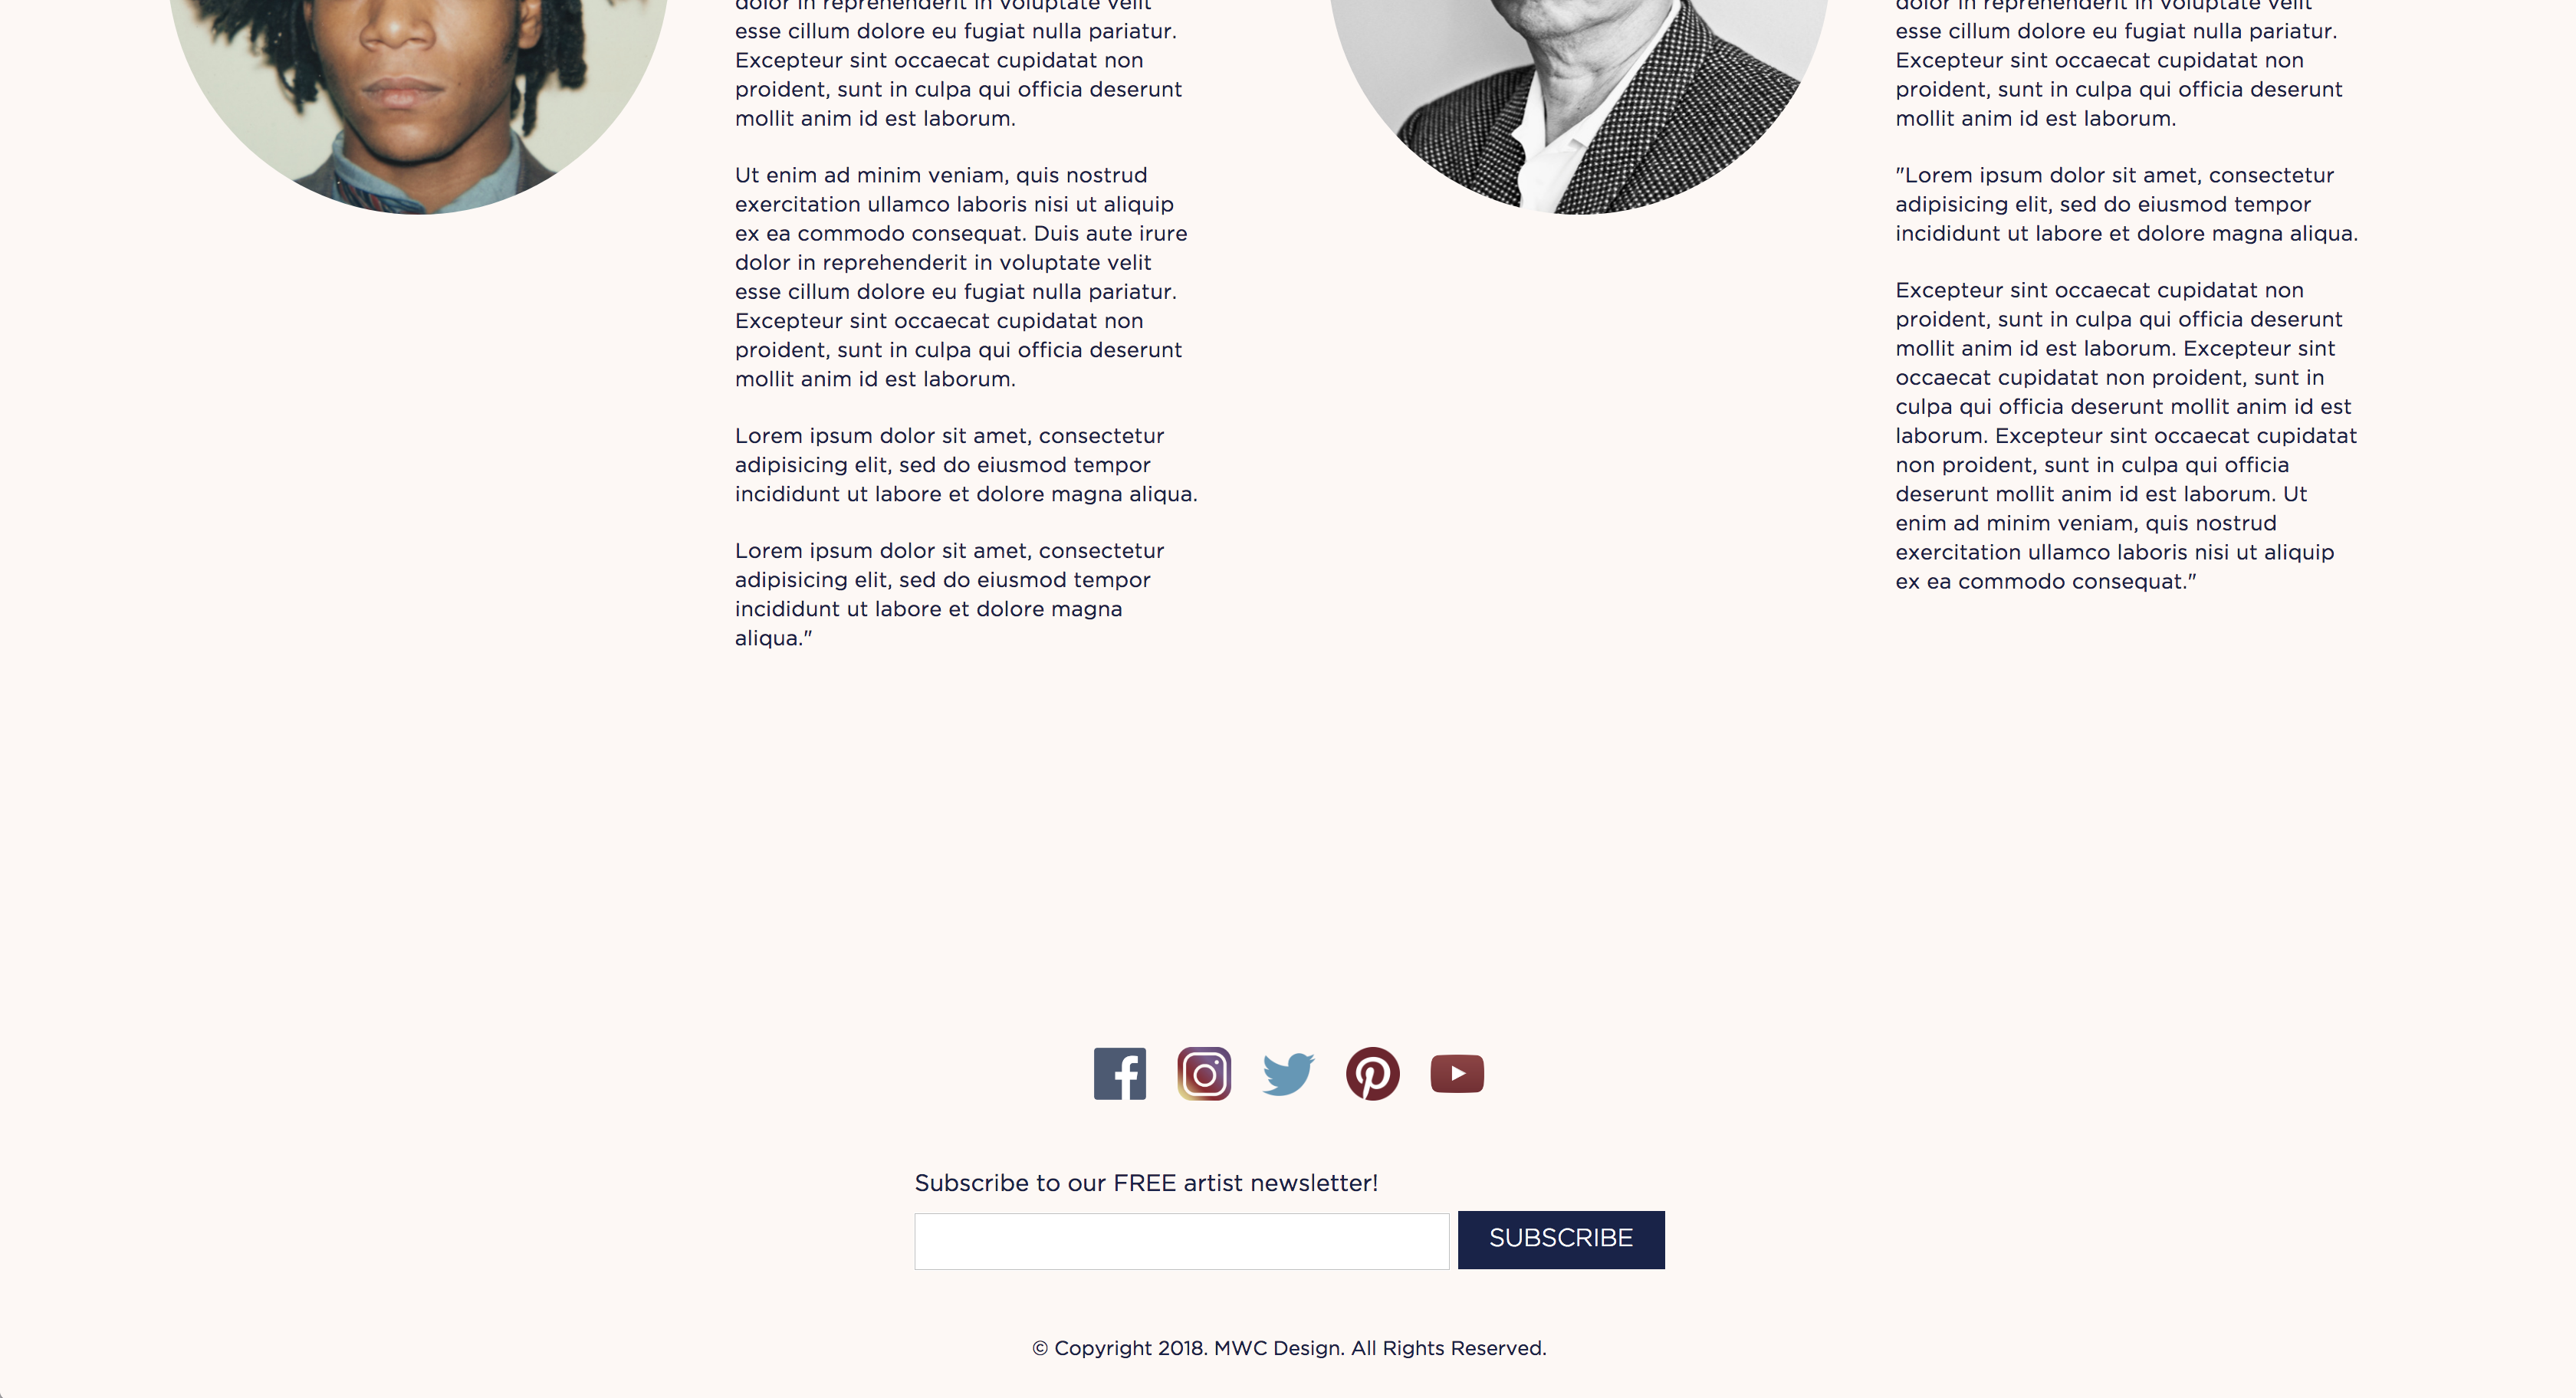 dolor in reprehenderit in voluptate velit
esse cillum dolore eu fugiat nulla pariatur.
Excepteur sint occaecat cupidatat non
proident, sunt in culpa qui officia deserunt
mollit anim id est laborum.
Ut enim ad minim veniam, quis nostrud
exercitation ullamco laboris nisi ut aliquip
ex ea commodo consequat. Duis aute irure
dolor in reprehenderit in voluptate velit
esse cillum dolore eu fugiat nulla pariatur.
Excepteur sint occaecat cupidatat non
proident, sunt in culpa qui officia deserunt
mollit anim id est laborum.
Lorem ipsum dolor sit amet, consectetur
adipisicing elit, sed do eiusmod tempor
incididunt ut labore et dolore magna aliqua.
Lorem ipsum dolor sit amet, consectetur
adipisicing elit, sed do eiusmod tempor
incididunt ut labore et dolore magna
aliqua."
dolor in reprehenderit in voluptate velit
esse cillum dolore eu fugiat nulla pariatur.
Excepteur sint occaecat cupidatat non
proident, sunt in culpa qui officia deserunt
mollit anim id est laborum.
"Lorem ipsum dolor sit amet, consectetur
adipisicing elit, sed do eiusmod tempor
incididunt ut labore et dolore magna aliqua.
Excepteur sint occaecat cupidatat non
proident, sunt in culpa qui officia deserunt
mollit anim id est laborum. Excepteur sint
occaecat cupidatat non proident, sunt in
culpa qui officia deserunt mollit anim id est
laborum. Excepteur sint occaecat cupidatat
non proident, sunt in culpa qui officia
deserunt mollit anim id est laborum. Ut
enim ad minim veniam, quis nostrud
exercitation ullamco laboris nisi ut aliquip
ex ea commodo consequat."
Subscribe to our FREE artist newsletter!
SUBSCRIBE
© Copyright 2018. MWC Design. All Rights Reserved.